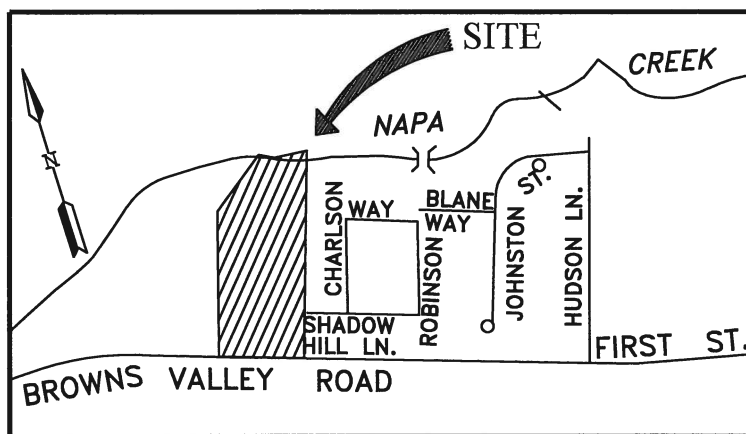 SITE
CREEK
NAPA
N
CHARLSON
WAY
BLANE
WAY
ST.
JOHNSTON
HUDSON LN.
ROBINSON
SHADOW
HILL LN.
FIRST ST.
BROWNS VALLEY ROAD